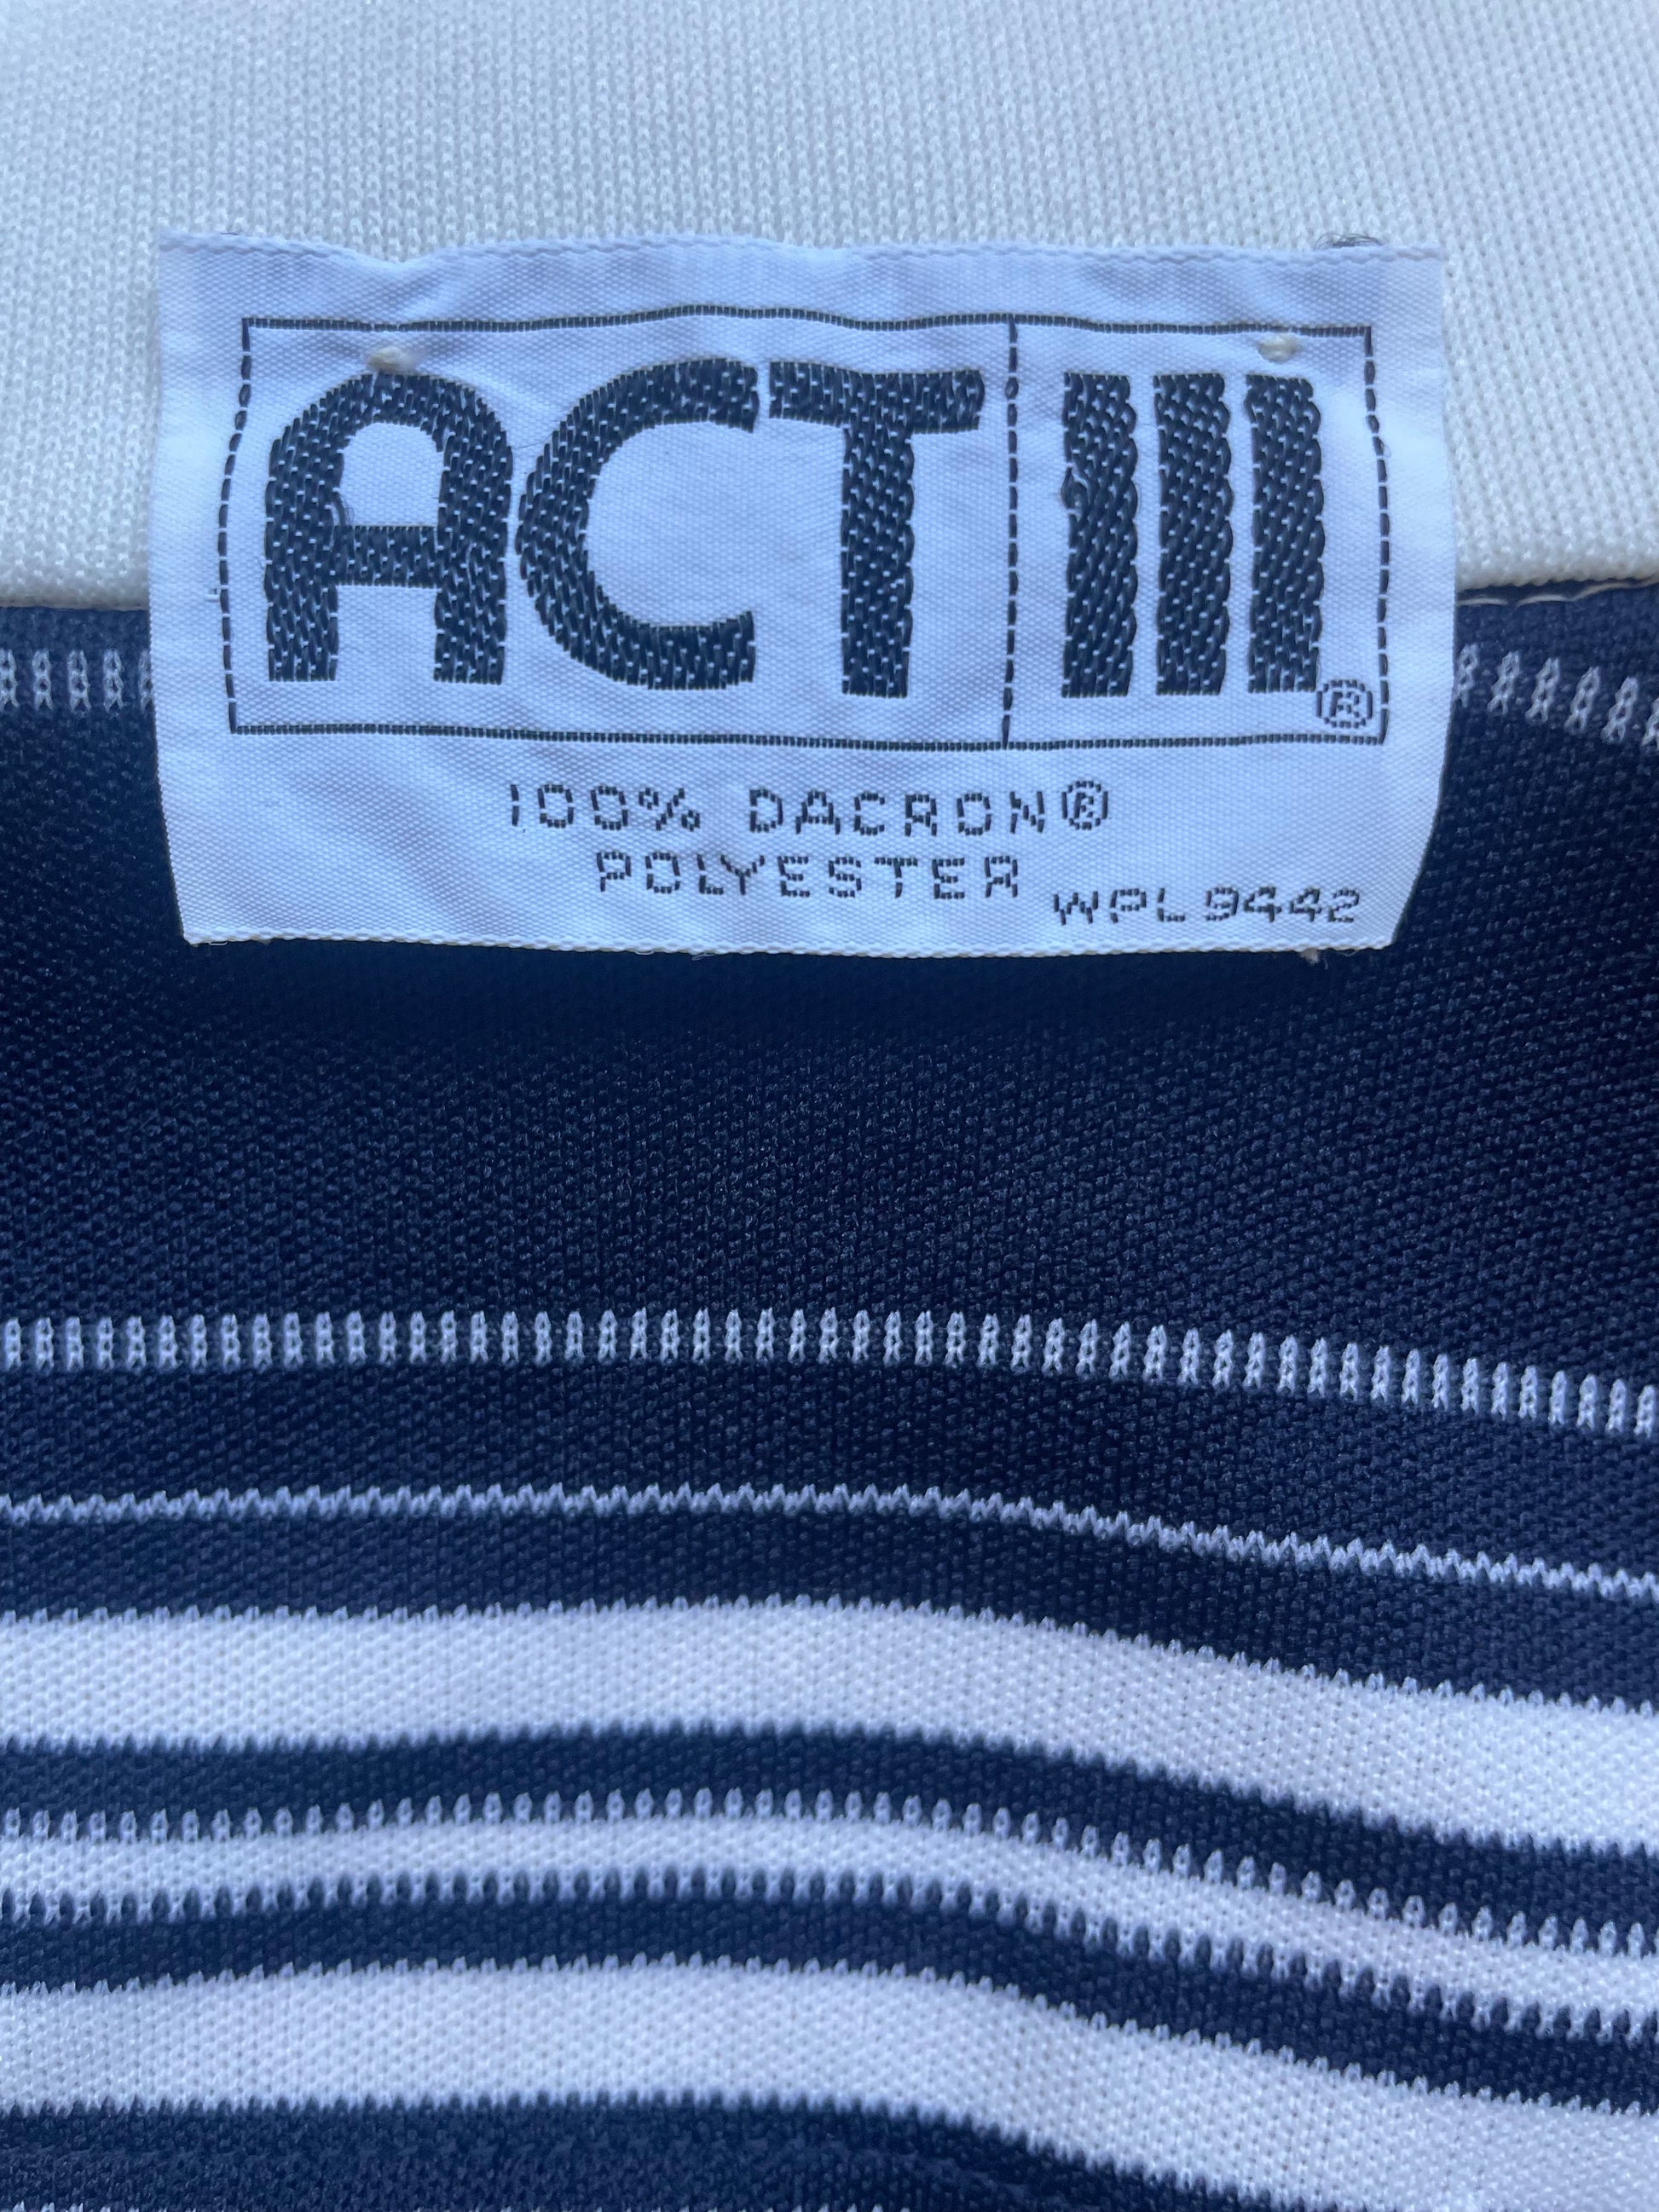 ACT III®
100% DACRON®
POLYESTER
WPL 9442